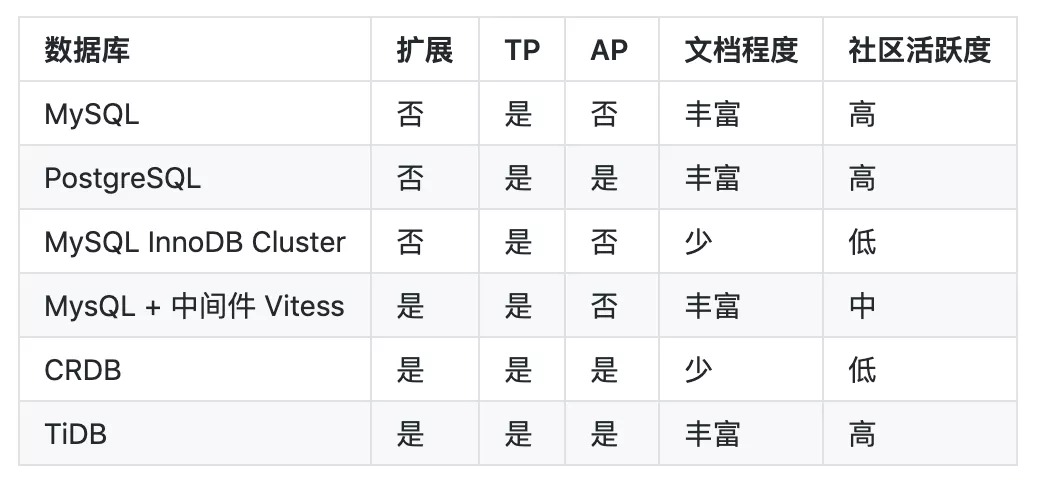 数据库 扩展 TP AP 文档程度 社区活跃度
MySQL 否 是 否 丰富 高
PostgreSQL 否 是 是 丰富 高
MySQL InnoDB Cluster 否 是 否 少 低
MysQL + 中间件 Vitess 是 是 否 丰富 中
CRDB 是 是 是 少 低
TiDB 是 是 是 丰富 高